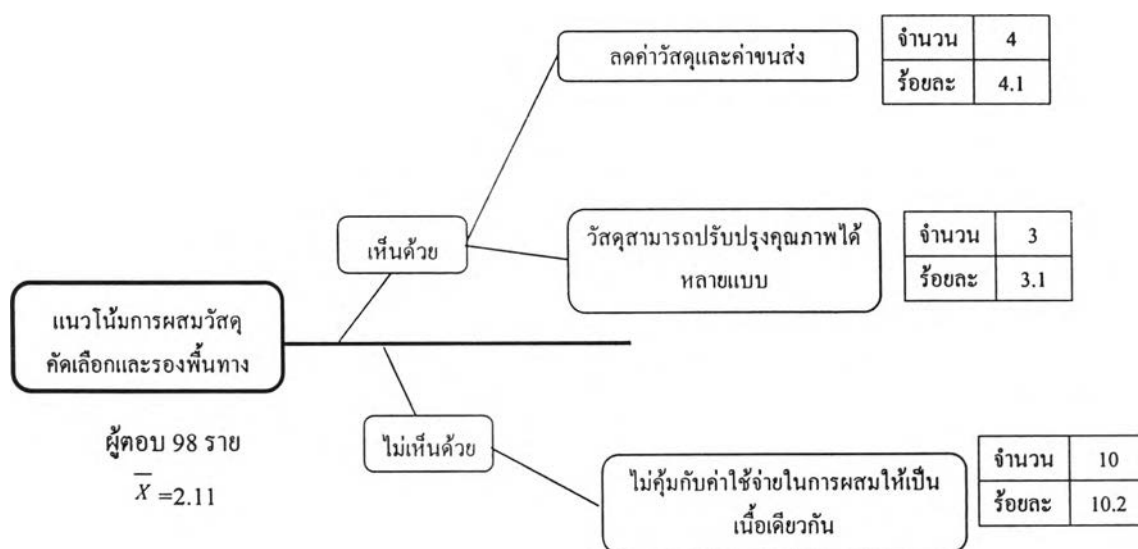 ลดค่าวัสดุและค่าขนส่ง
จำนวน 4
ร้อยละ 4.1
เห็นด้วย
วัสดุสามารถปรับปรุงคุณภาพได้
หลายแบบ
จำนวน 3
ร้อยละ 3.1
แนวโน้มการผสมวัสดุ
คัดเลือกและรองพื้นทาง
ผู้ตอบ 98 ราย
X̄ =2.11
ไม่เห็นด้วย
ไม่คุ้มกับค่าใช้จ่ายในการผสมให้เป็น
เนื้อเดียวกัน
จำนวน 10
ร้อยละ 10.2